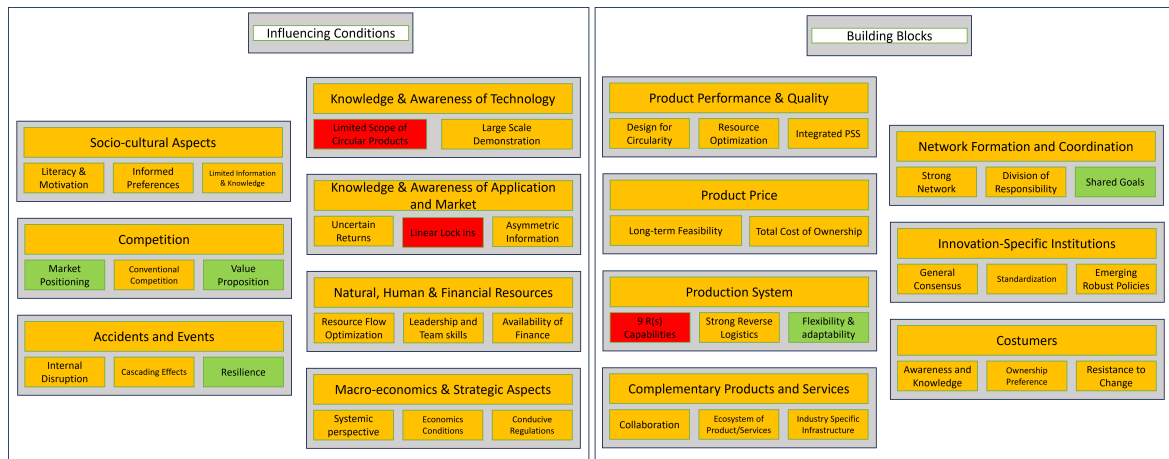 Influencing Conditions
Socio-cultural Aspects
Literacy &
Motivation
Informed
Preferences
Limited Information
& Knowledge
Competition
Market
Positioning
Conventional
Competition
Value
Proposition
Accidents and Events
Internal
Disruption
Cascading Effects
Resilience
Knowledge & Awareness of Technology
Limited Scope of
Circular Products
Large Scale
Demonstration
Knowledge & Awareness of Application
and Market
Uncertain
Returns
Linear Lock ins
Asymmetric
Information
Natural, Human & Financial Resources
Resource Flow
Optimization
Leadership and
Team skills
Availability of
Finance
Macro-economics & Strategic Aspects
Systemic
perspective
Economics
Conditions
Conducive
Regulations
Building Blocks
Product Performance & Quality
Design for
Circularity
Resource
Optimization
Integrated PSS
Product Price
Long-term Feasibility
Total Cost of Ownership
Production System
9 R(s)
Capabilities
Strong Reverse
Logistics
Flexibility &
adaptability
Complementary Products and Services
Collaboration
Ecosystem of
Product/Services
Industry Specific
Infrastructure
Network Formation and Coordination
Strong
Network
Division of
Responsibility
Shared Goals
Innovation-Specific Institutions
General
Consensus
Standardization
Emerging
Robust Policies
Costumers
Awareness and
Knowledge
Ownership
Preference
Resistance to
Change